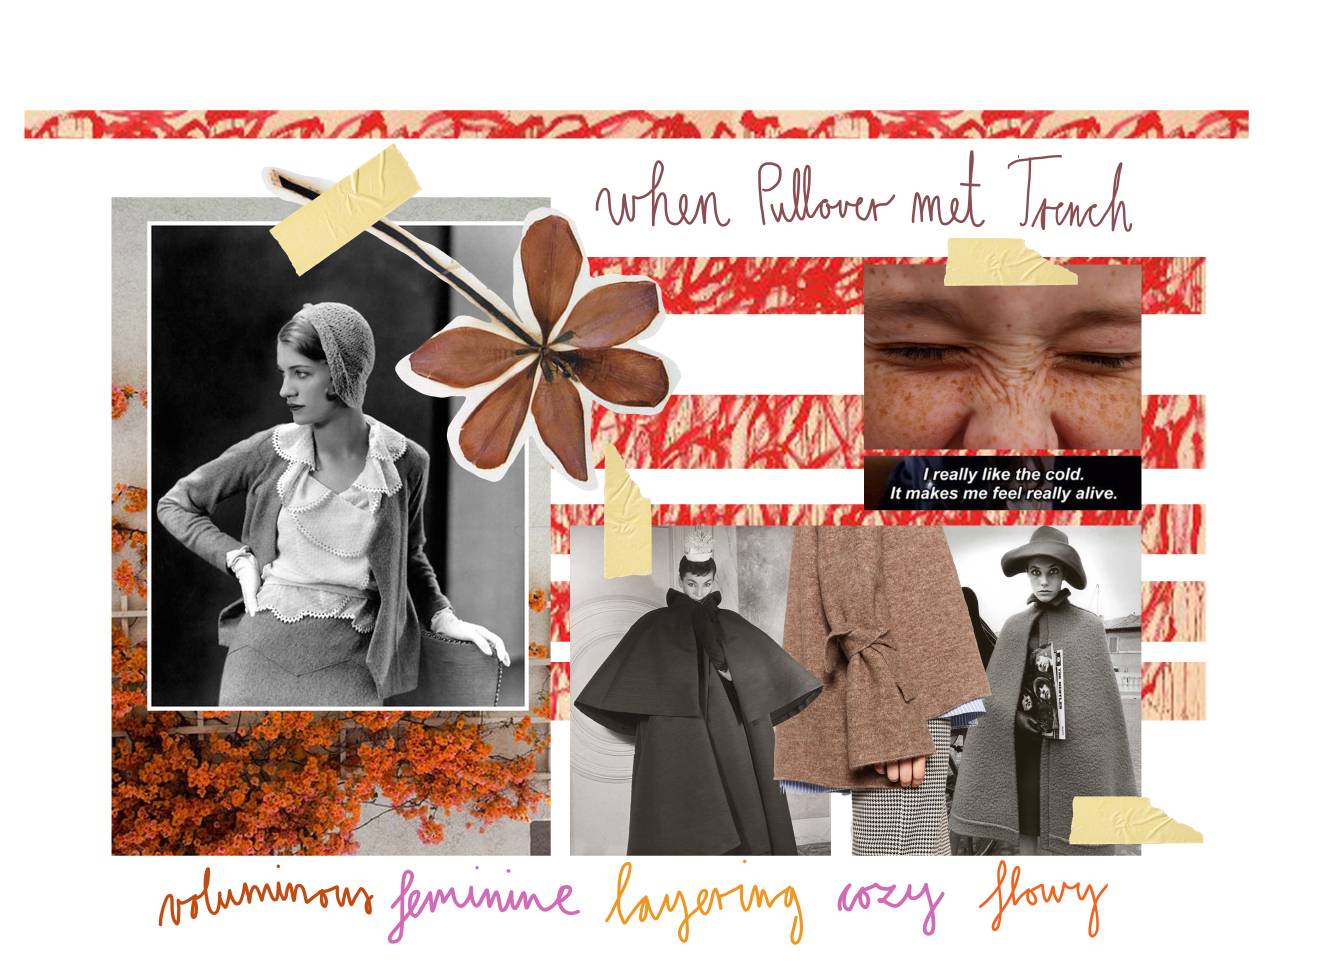 when Pullover met Trench
I really like the cold.
It makes me feel really alive.
voluminous feminine layering cozy flowy